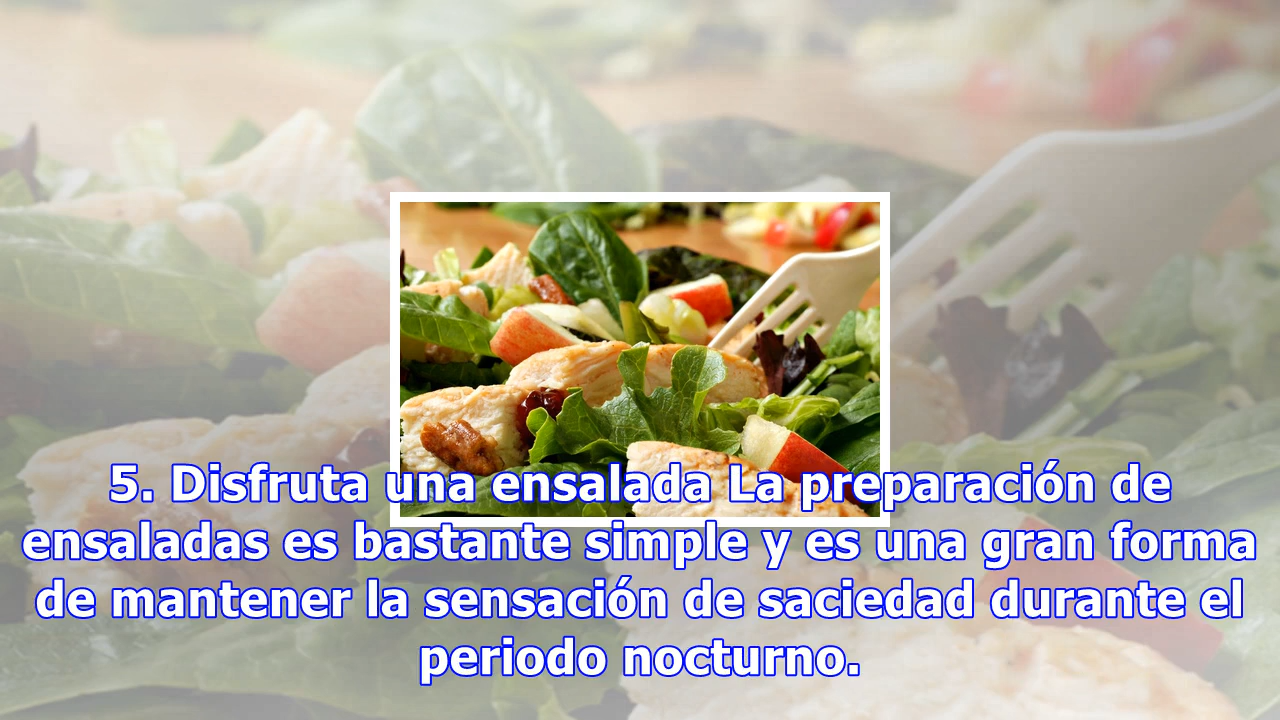 5. Disfruta una ensalada La preparación de
ensaladas es bastante simple y es una gran forma
de mantener la sensación de saciedad durante el
periodo nocturno.